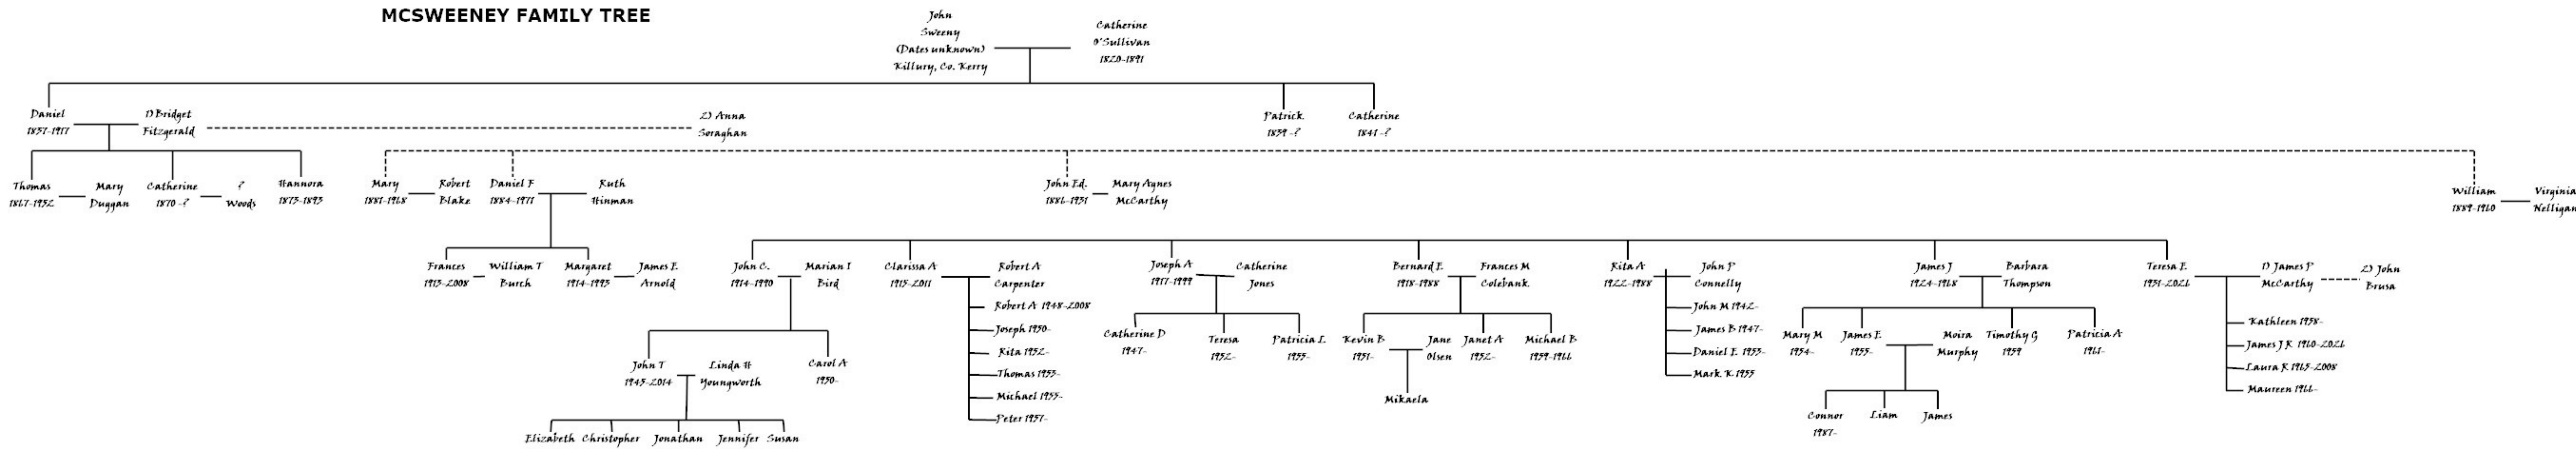 MCSWEENEY FAMILY TREE
John
Sweeny
(Dates unknown)
Killury, Co. Kerry
Catherine
O'Sullivan
1820-1891
Daniel
1837-1917
1) Bridget
Fitzgerald
2) Anna
Soraghan
Patrick
1839-?
Catherine
1841-?
Thomas
1867-1932
Mary
Duggan
Catherine
1870-?
?
Woods
Hannora
1873-1893
Mary
1881-1968
Robert
Blake
Daniel F
1884-1971
Ruth
Hinman
John Ed.
1886-1931
Mary Agnes
McCarthy
William
1889-1960
Virginia
Nelligan
Frances
1913-2008
William T
Burch
Margaret
1914-1993
James E
Arnold
John C.
1914-1990
Marian I
Bird
Clarissa A
1915-2011
Robert A
Carpenter
Joseph A
1917-1999
Catherine
Jones
Bernard E
1918-1988
Frances M
Colebank
Rita A
1922-1988
John P
Connelly
James J
1924-1968
Barbara
Thompson
Teresa E.
1931-2026
1) James P
McCarthy
2) John
Brusa
Robert A 1948-2008
Joseph 1950-
Rita 1952-
Thomas 1953-
Michael 1955-
Peter 1957-
John M 1942-
James B 1947-
Daniel E 1953-
Mark K 1955
Kathleen 1958-
James J K 1960-2026
Laura K 1965-2008
Maureen 1966-
Catherine D
1947-
Teresa
1952-
Patricia L
1955-
Kevin B
1951-
Jane
Olsen
Janet A
1952-
Michael B
1959-1966
Mary M
1954-
James E
1955-
Moira
Murphy
Timothy G
1959
Patricia A
1961-
John T
1945-2014
Linda H
Youngworth
Carol A
1950-
Mikaela
Connor
1987-
Liam
James
Elizabeth
Christopher
Jonathan
Jennifer
Susan